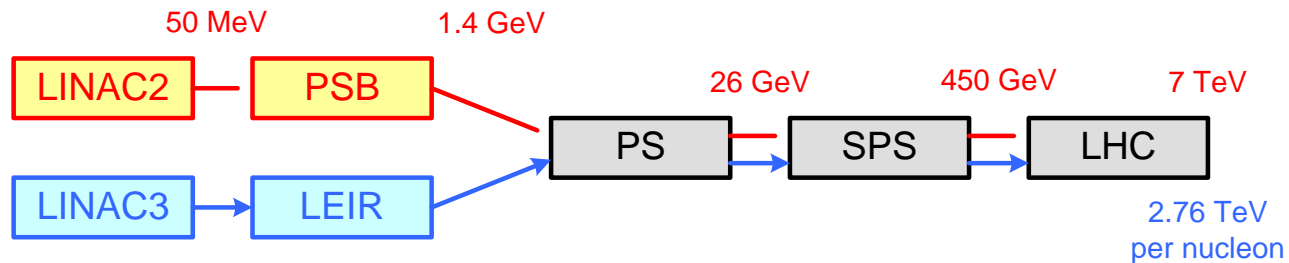 50 MeV
1.4 GeV
LINAC2
PSB
26 GeV
450 GeV
7 TeV
PS
SPS
LHC
LINAC3
LEIR
2.76 TeV
per nucleon